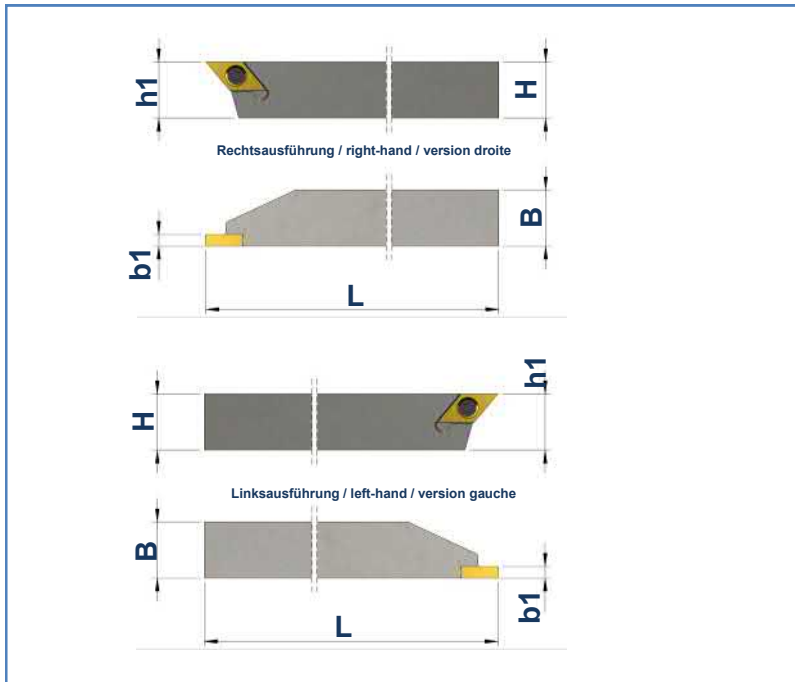 h1
H
Rechtsausführung / right-hand / version droite
B
b1
L
h1
H
Linksausführung / left-hand / version gauche
B
b1
L